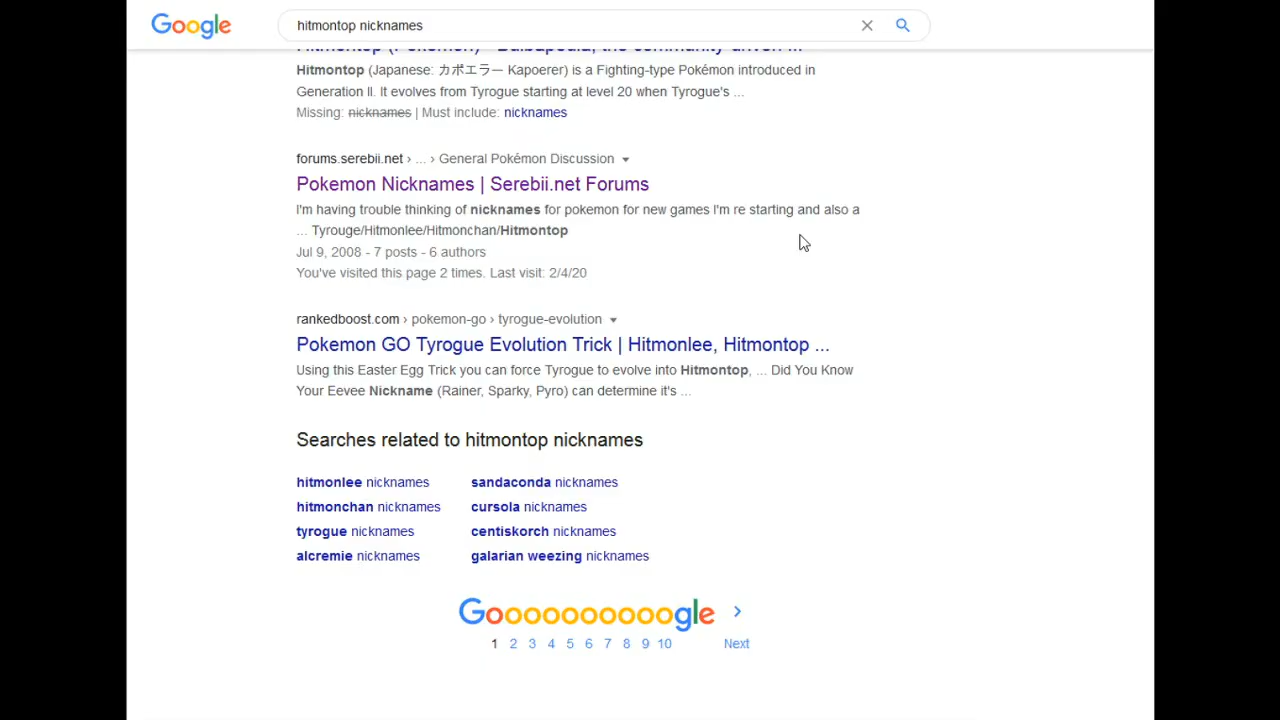 Google
hitmontop nicknames
Hitmontop (Pokémon) - Bulbapedia, the community-driven ...
Hitmontop (Japanese: カポエラー Kapoerer) is a Fighting-type Pokémon introduced in
Generation II. It evolves from Tyrogue starting at level 20 when Tyrogue's ...
Missing: nicknames | Must include: nicknames
forums.serebii.net › ... › General Pokémon Discussion
Pokemon Nicknames | Serebii.net Forums
I'm having trouble thinking of nicknames for pokemon for new games I'm re starting and also a
... Tyrouge/Hitmonlee/Hitmonchan/Hitmontop
Jul 9, 2008 - 7 posts - 6 authors
You've visited this page 2 times. Last visit: 2/4/20
rankedboost.com › pokemon-go › tyrogue-evolution
Pokemon GO Tyrogue Evolution Trick | Hitmonlee, Hitmontop ...
Using this Easter Egg Trick you can force Tyrogue to evolve into Hitmontop, ... Did You Know
Your Eevee Nickname (Rainer, Sparky, Pyro) can determine it's ...
Searches related to hitmontop nicknames
hitmonlee nicknames sandaconda nicknames
hitmonchan nicknames cursola nicknames
tyrogue nicknames centiskorch nicknames
alcremie nicknames galarian weezing nicknames
Goooooooooogle >
1 2 3 4 5 6 7 8 9 10 Next